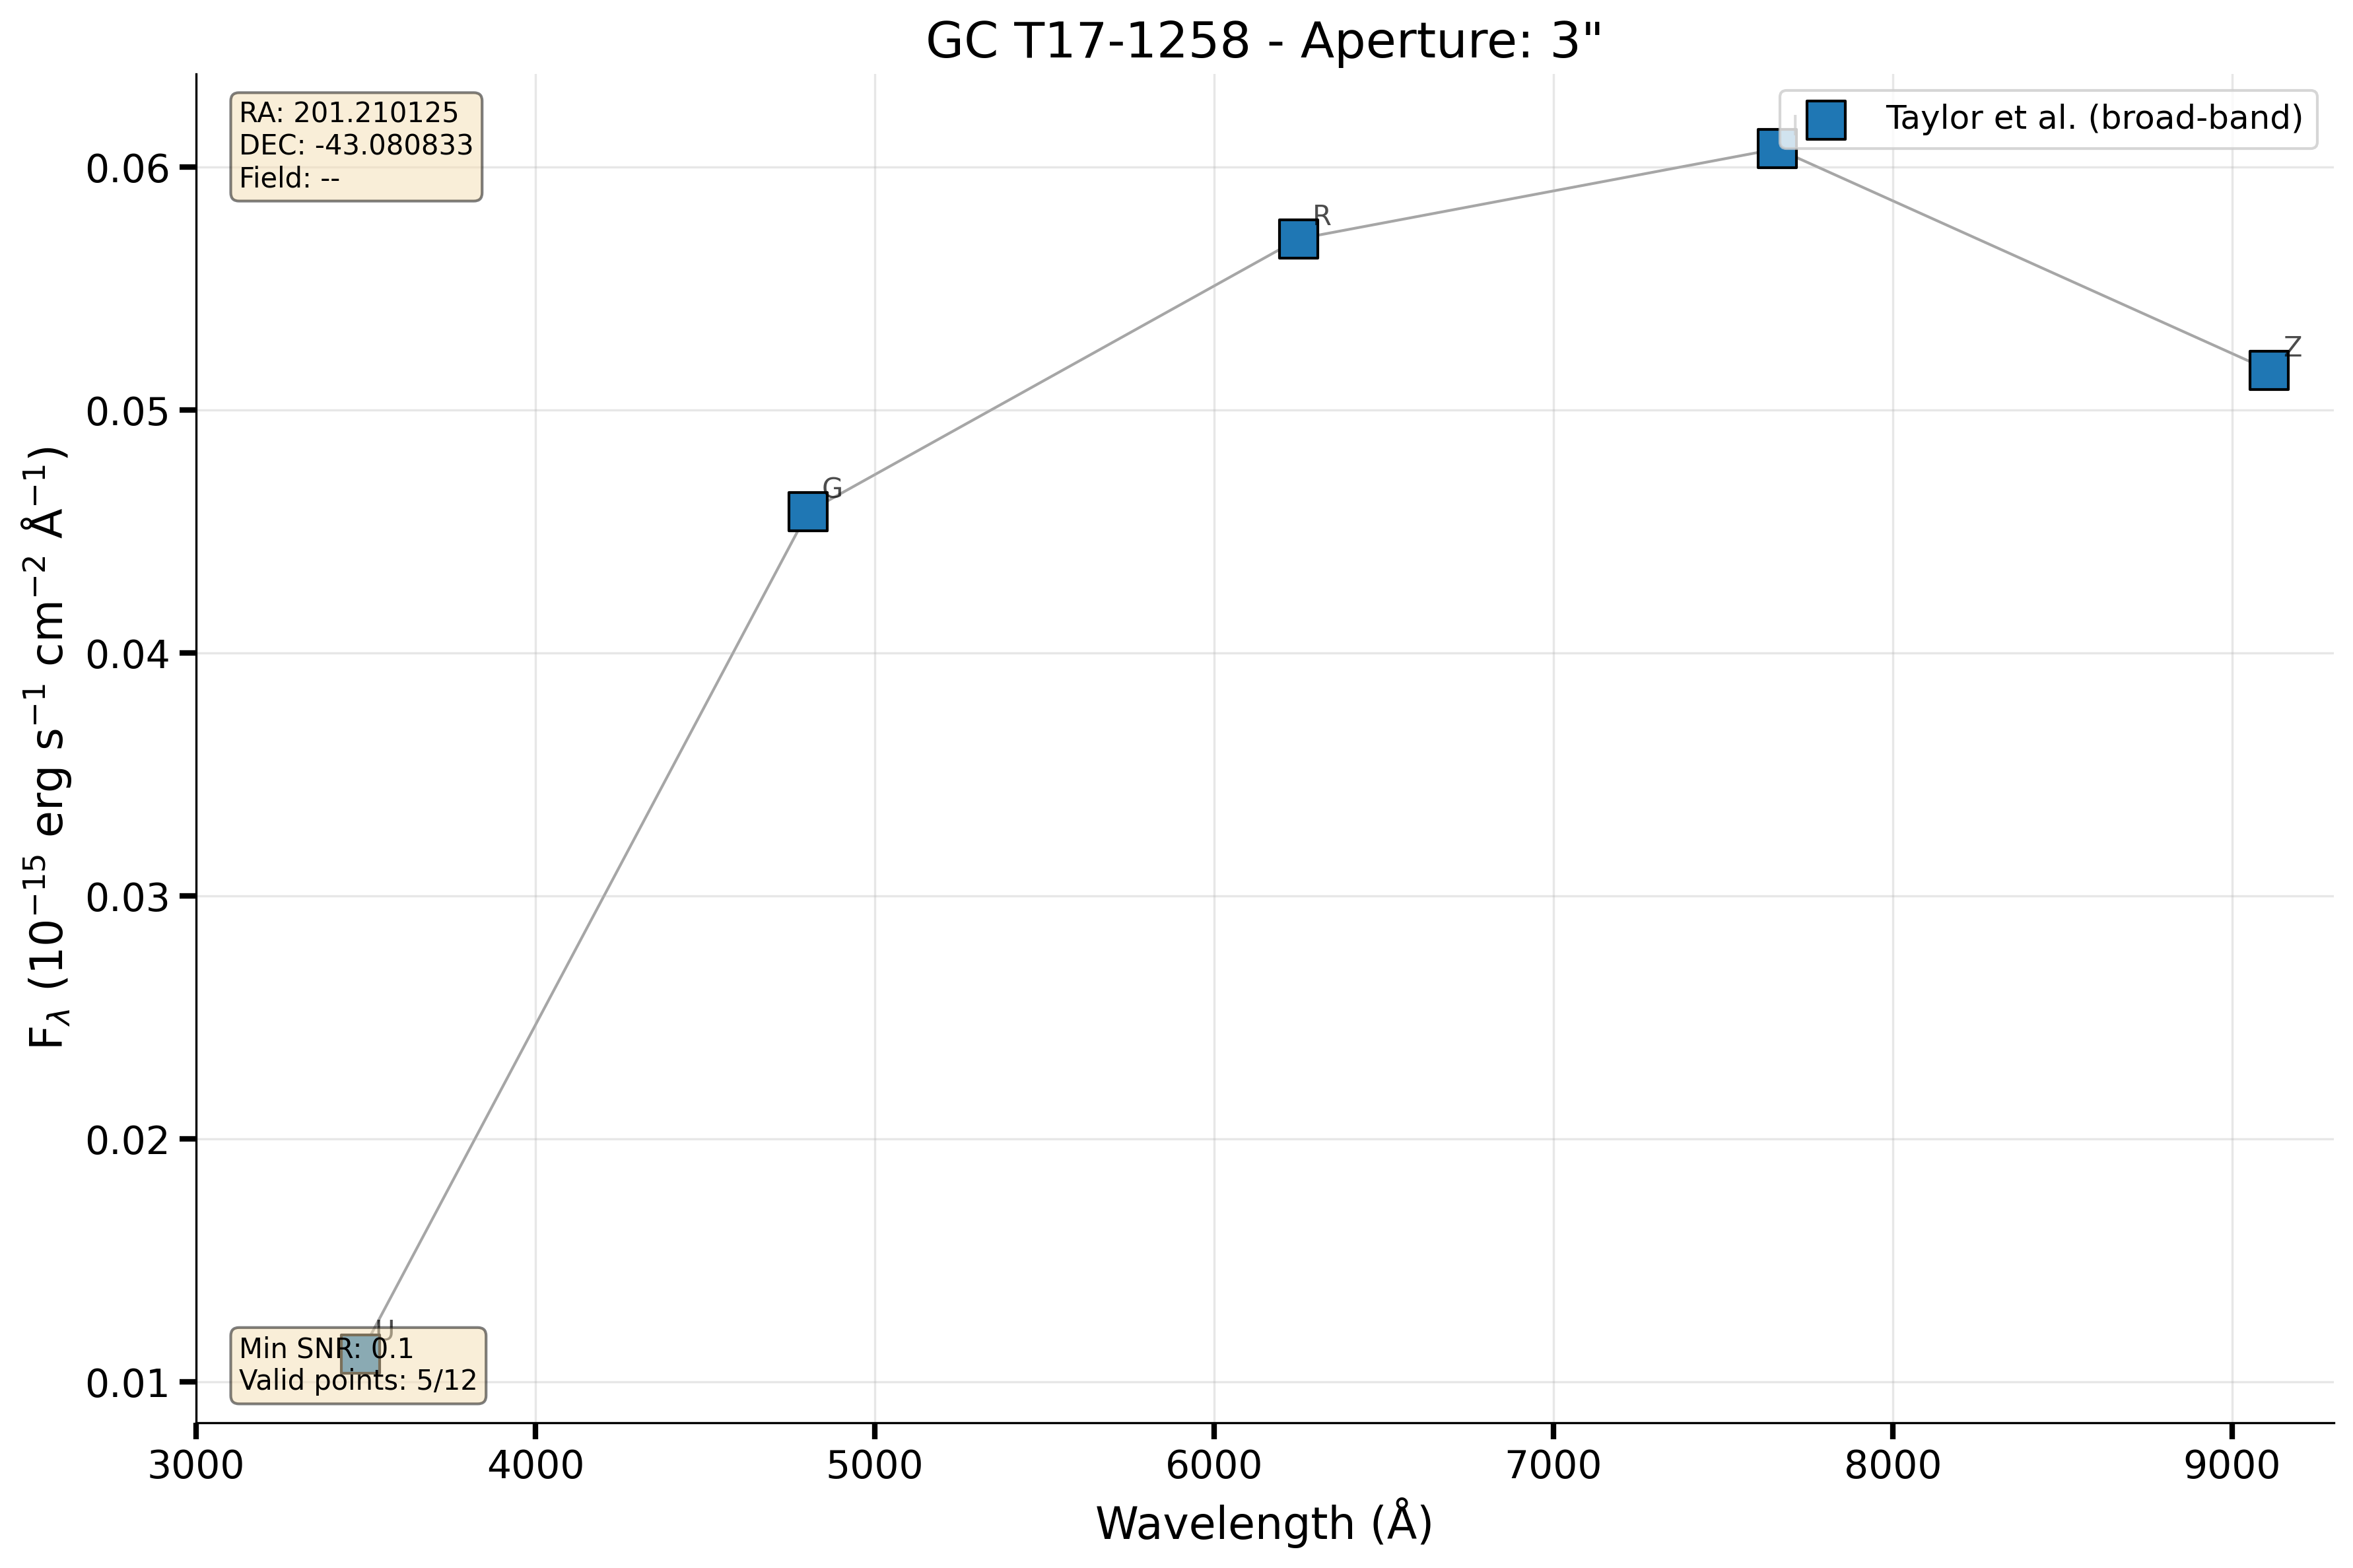 GC T17-1258 - Aperture: 3"
RA: 201.210125
DEC: -43.080833
Field: --
Taylor et al. (broad-band)
I
R
Z
G
U
Min SNR: 0.1
Valid points: 5/12
0.06
0.05
0.04
0.03
0.02
0.01
F_λ (10⁻¹⁵ erg s⁻¹ cm⁻² Å⁻¹)
3000 4000 5000 6000 7000 8000 9000
Wavelength (Å)